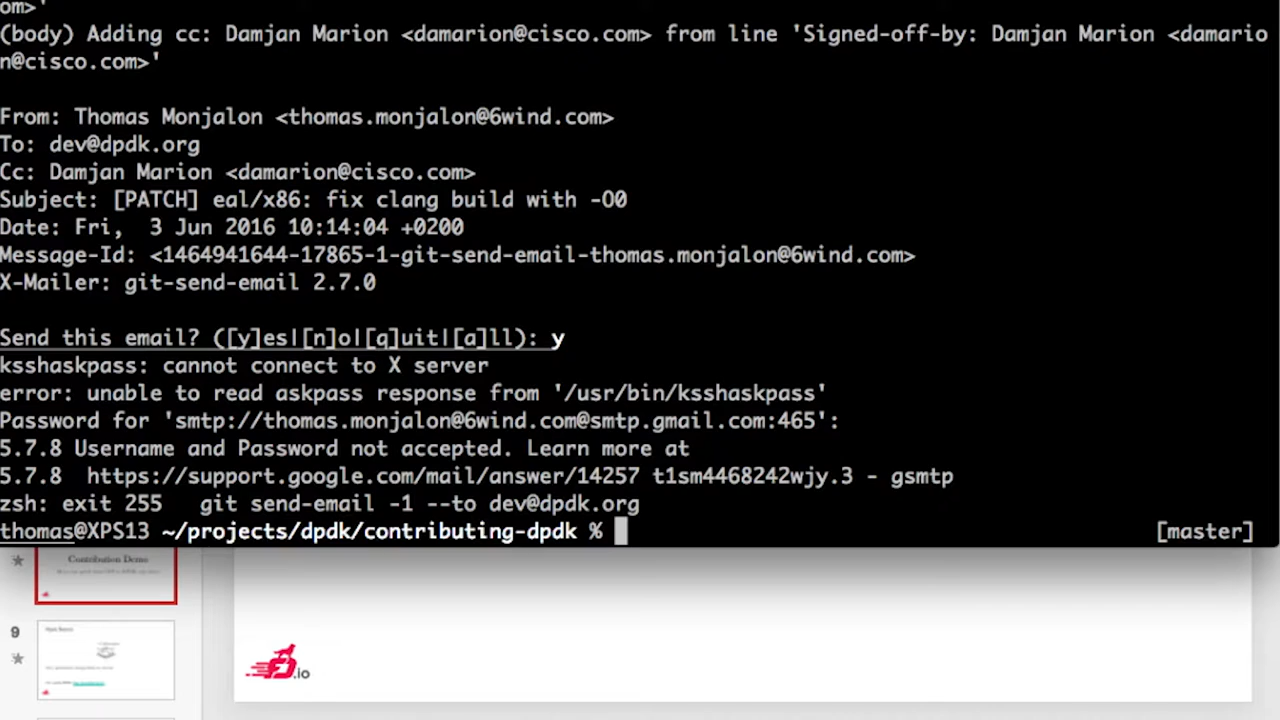 om>'
(body) Adding cc: Damjan Marion <damarion@cisco.com> from line 'Signed-off-by: Damjan Marion <damario
n@cisco.com>'
From: Thomas Monjalon <thomas.monjalon@6wind.com>
To: dev@dpdk.org
Cc: Damjan Marion <damarion@cisco.com>
Subject: [PATCH] eal/x86: fix clang build with -O0
Date: Fri,  3 Jun 2016 10:14:04 +0200
Message-Id: <1464941644-17865-1-git-send-email-thomas.monjalon@6wind.com>
X-Mailer: git-send-email 2.7.0
Send this email? ([y]es|[n]o|[q]uit|[a]ll): y
ksshaskpass: cannot connect to X server
error: unable to read askpass response from '/usr/bin/ksshaskpass'
Password for 'smtp://thomas.monjalon@6wind.com@smtp.gmail.com:465':
5.7.8 Username and Password not accepted. Learn more at
5.7.8  https://support.google.com/mail/answer/14257 t1sm4468242wjy.3 - gsmtp
zsh: exit 255   git send-email -1 --to dev@dpdk.org
thomas@XPS13 ~/projects/dpdk/contributing-dpdk % [master]
Contribution Demo
9
.io